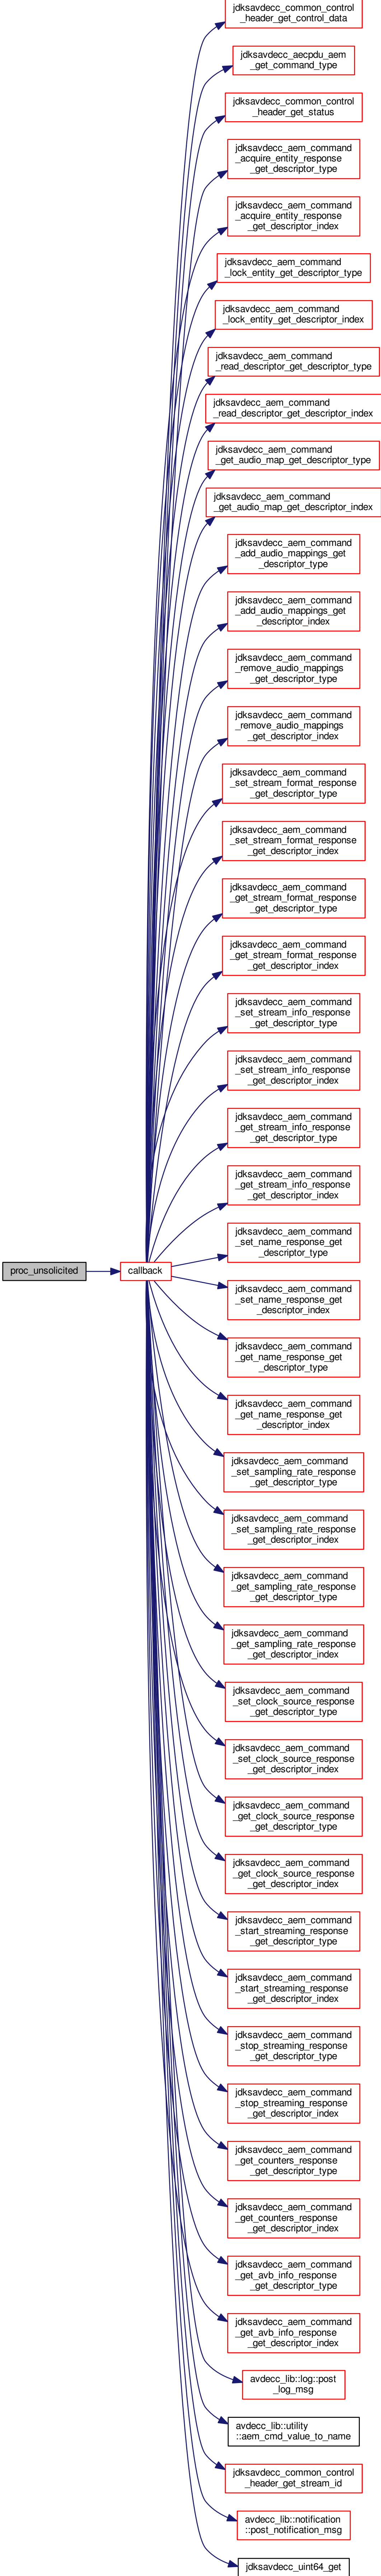 jdksavdecc_common_control
_header_get_control_data
jdksavdecc_aecpdu_aem
_get_command_type
jdksavdecc_common_control
_header_get_status
jdksavdecc_aem_command
_acquire_entity_response
_get_descriptor_type
jdksavdecc_aem_command
_acquire_entity_response
_get_descriptor_index
jdksavdecc_aem_command
_lock_entity_get_descriptor_type
jdksavdecc_aem_command
_lock_entity_get_descriptor_index
jdksavdecc_aem_command
_read_descriptor_get_descriptor_type
jdksavdecc_aem_command
_read_descriptor_get_descriptor_index
jdksavdecc_aem_command
_get_audio_map_get_descriptor_type
jdksavdecc_aem_command
_get_audio_map_get_descriptor_index
jdksavdecc_aem_command
_add_audio_mappings_get
_descriptor_type
jdksavdecc_aem_command
_add_audio_mappings_get
_descriptor_index
jdksavdecc_aem_command
_remove_audio_mappings
_get_descriptor_type
jdksavdecc_aem_command
_remove_audio_mappings
_get_descriptor_index
jdksavdecc_aem_command
_set_stream_format_response
_get_descriptor_type
jdksavdecc_aem_command
_set_stream_format_response
_get_descriptor_index
jdksavdecc_aem_command
_get_stream_format_response
_get_descriptor_type
jdksavdecc_aem_command
_get_stream_format_response
_get_descriptor_index
jdksavdecc_aem_command
_set_stream_info_response
_get_descriptor_type
jdksavdecc_aem_command
_set_stream_info_response
_get_descriptor_index
jdksavdecc_aem_command
_get_stream_info_response
_get_descriptor_type
jdksavdecc_aem_command
_get_stream_info_response
_get_descriptor_index
proc_unsolicited
callback
jdksavdecc_aem_command
_set_name_response_get
_descriptor_type
jdksavdecc_aem_command
_set_name_response_get
_descriptor_index
jdksavdecc_aem_command
_get_name_response_get
_descriptor_type
jdksavdecc_aem_command
_get_name_response_get
_descriptor_index
jdksavdecc_aem_command
_set_sampling_rate_response
_get_descriptor_type
jdksavdecc_aem_command
_set_sampling_rate_response
_get_descriptor_index
jdksavdecc_aem_command
_get_sampling_rate_response
_get_descriptor_type
jdksavdecc_aem_command
_get_sampling_rate_response
_get_descriptor_index
jdksavdecc_aem_command
_set_clock_source_response
_get_descriptor_type
jdksavdecc_aem_command
_set_clock_source_response
_get_descriptor_index
jdksavdecc_aem_command
_get_clock_source_response
_get_descriptor_type
jdksavdecc_aem_command
_get_clock_source_response
_get_descriptor_index
jdksavdecc_aem_command
_start_streaming_response
_get_descriptor_type
jdksavdecc_aem_command
_start_streaming_response
_get_descriptor_index
jdksavdecc_aem_command
_stop_streaming_response
_get_descriptor_type
jdksavdecc_aem_command
_stop_streaming_response
_get_descriptor_index
jdksavdecc_aem_command
_get_counters_response
_get_descriptor_type
jdksavdecc_aem_command
_get_counters_response
_get_descriptor_index
jdksavdecc_aem_command
_get_avb_info_response
_get_descriptor_type
jdksavdecc_aem_command
_get_avb_info_response
_get_descriptor_index
avdecc_lib::log::post
_log_msg
avdecc_lib::utility
::aem_cmd_value_to_name
jdksavdecc_common_control
_header_get_stream_id
avdecc_lib::notification
::post_notification_msg
jdksavdecc_uint64_get